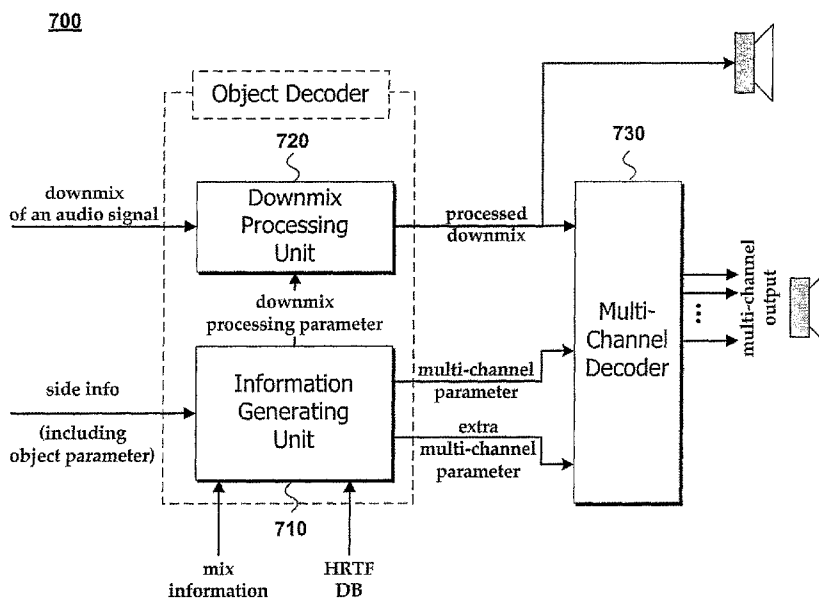 700
Object Decoder
720
730
downmix
of an audio signal
Downmix
Processing
Unit
processed
downmix
downmix
processing parameter
Multi-
Channel
Decoder
multi-channel
output
side info
(including
object parameter)
Information
Generating
Unit
multi-channel
parameter
extra
multi-channel
parameter
710
mix
information
HRTF
DB